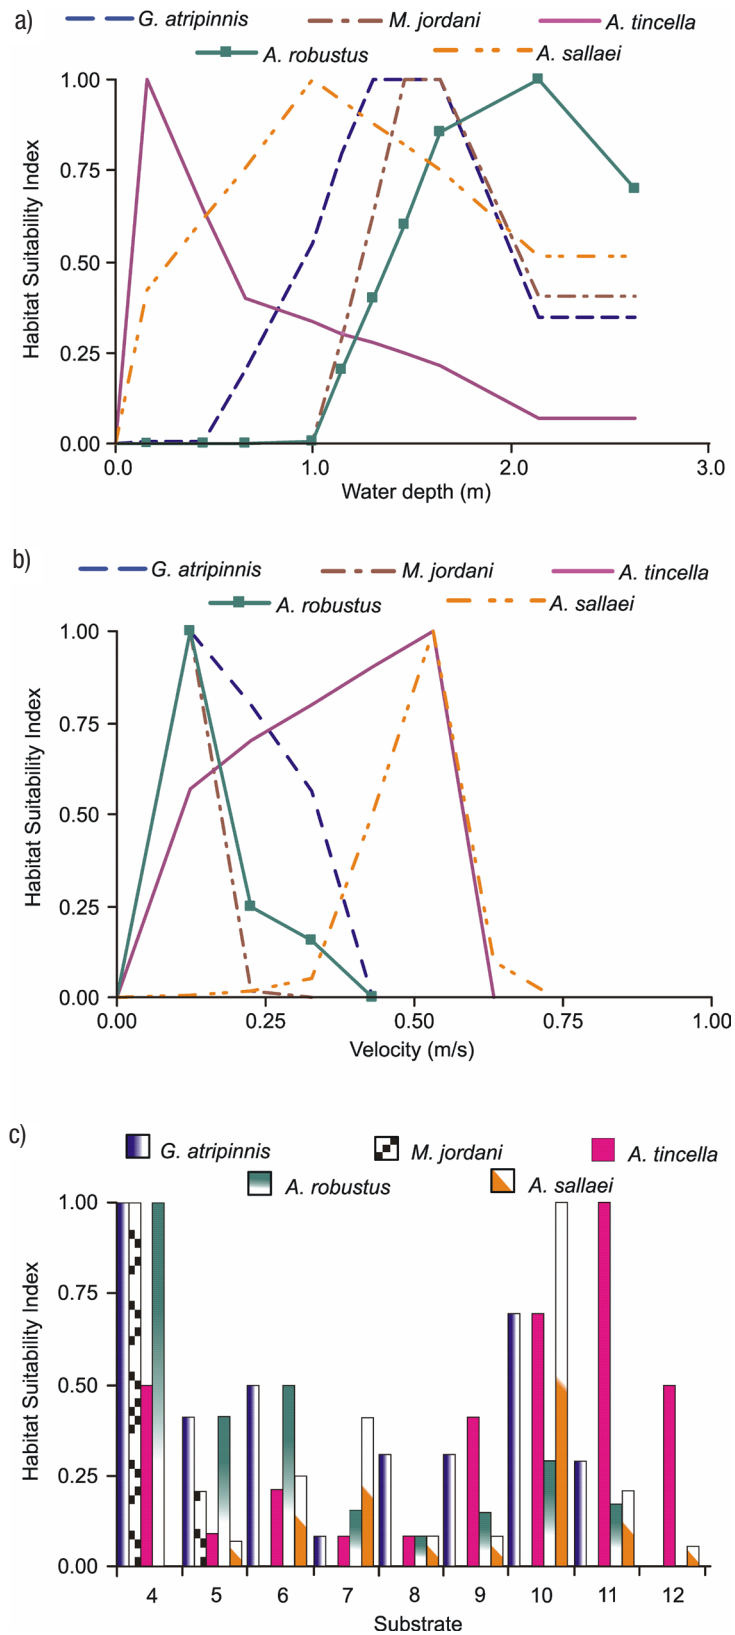 a)
G. atripinnis M. jordani A. tincella
A. robustus A. sallaei
1.00
0.75
0.50
0.25
0.00
Habitat Suitability Index
0.0 1.0 2.0 3.0
Water depth (m)
b)
G. atripinnis M. jordani A. tincella
A. robustus A. sallaei
1.00
0.75
0.50
0.25
0.00
Habitat Suitability Index
0.00 0.25 0.50 0.75 1.00
Velocity (m/s)
c)
G. atripinnis M. jordani A. tincella
A. robustus A. sallaei
1.00
0.75
0.50
0.25
0.00
Habitat Suitability Index
4 5 6 7 8 9 10 11 12
Substrate